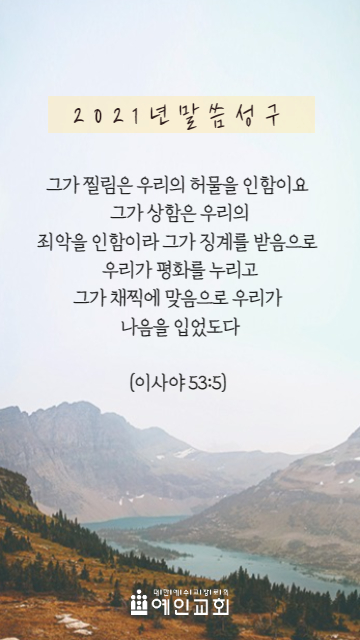 2021년말씀성구
그가 찔림은 우리의 허물을 인함이요
그가 상함은 우리의
죄악을 인함이라 그가 징계를 받음으로
우리가 평화를 누리고
그가 채찍에 맞음으로 우리가
나음을 입었도다
(이사야 53:5)
예인교회